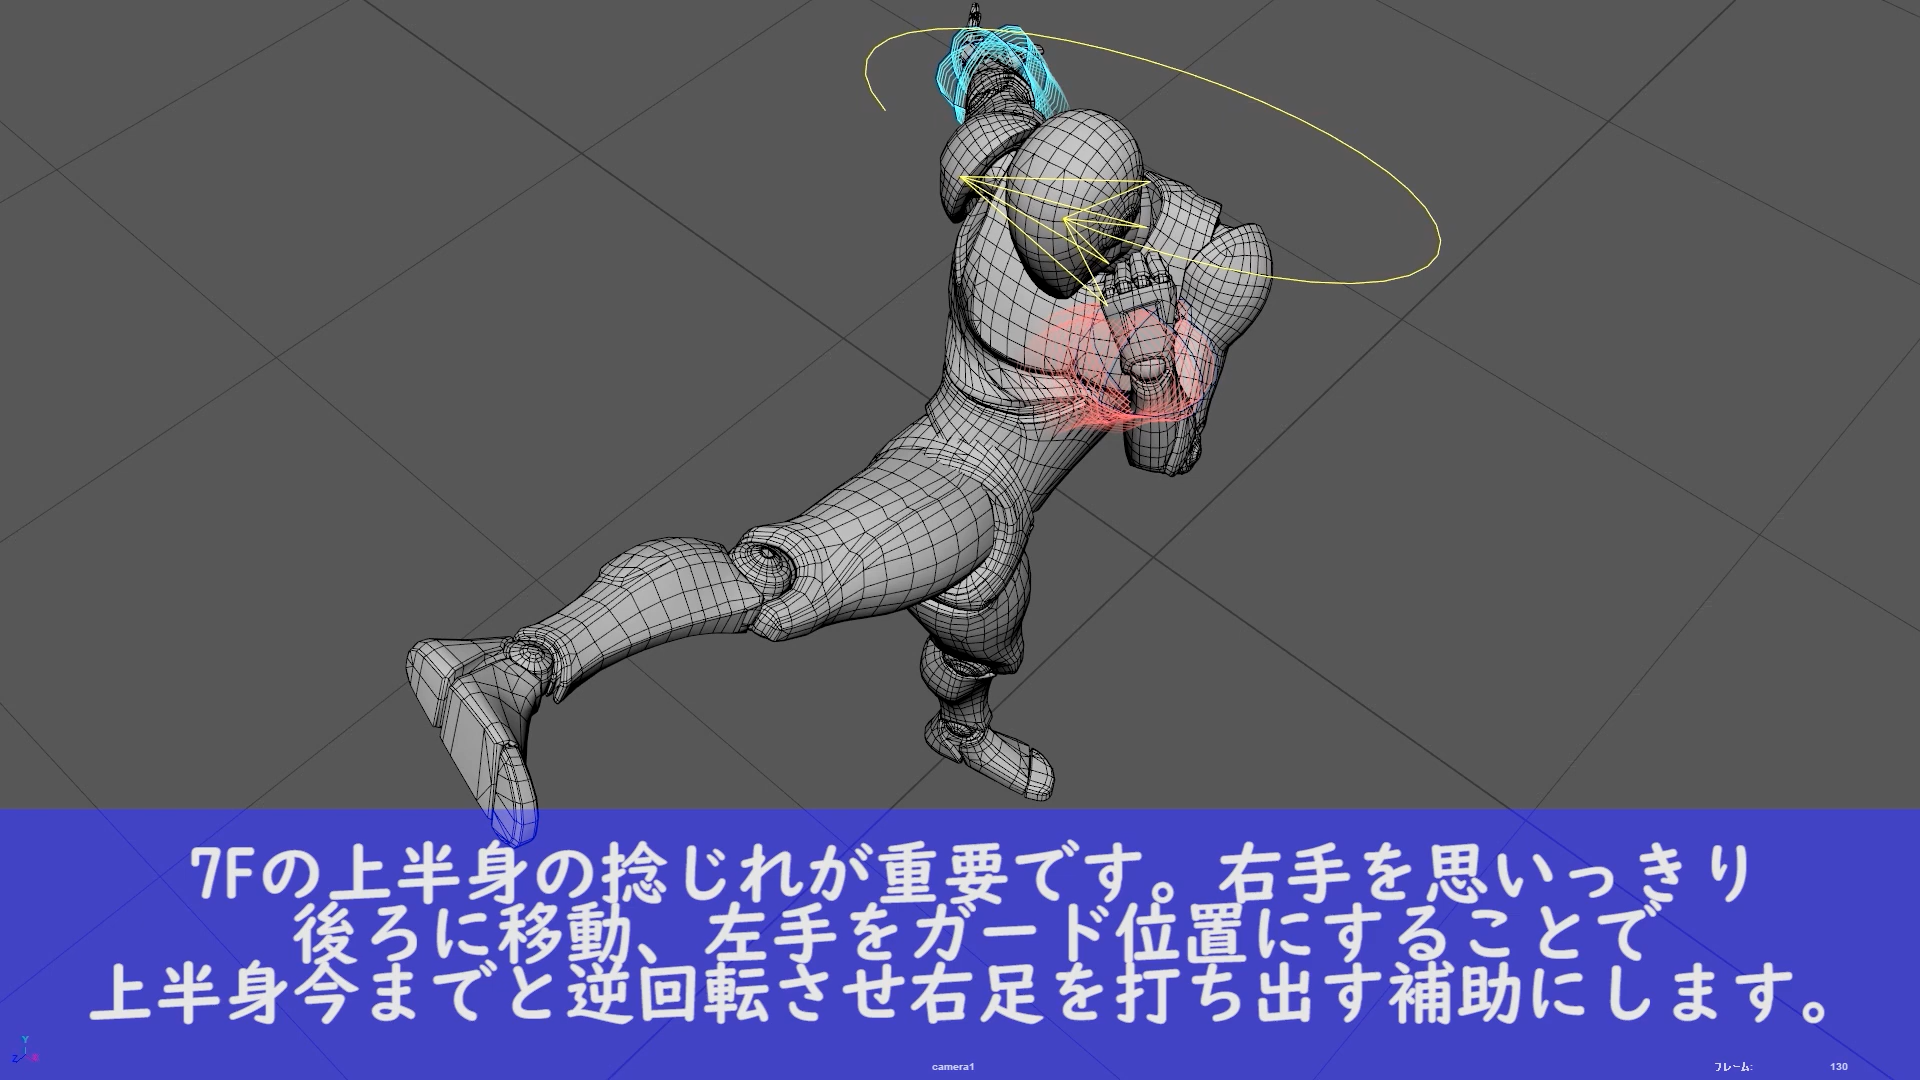 7Fの上半身の捻じれが重要です。右手を思いっきり
後ろに移動、左手をガード位置にすることで
上半身今までと逆回転させ右足を打ち出す補助にします。
Y
Z
camera1
フレーム:
130